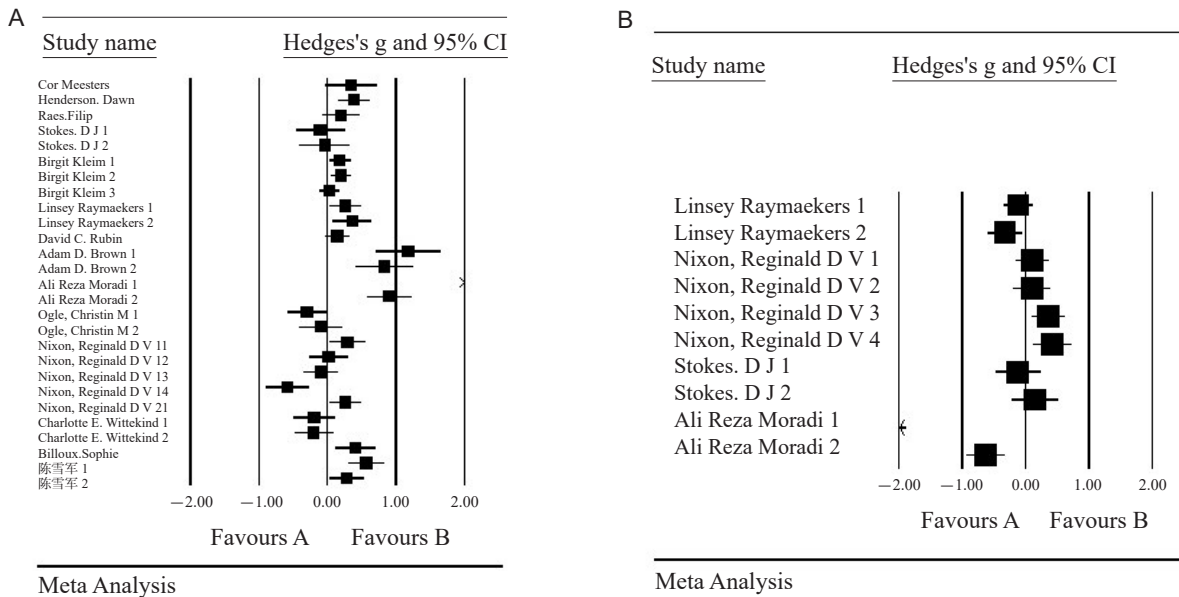 A
Study name
Hedges's g and 95% CI
Cor Meesters
Henderson. Dawn
Raes.Filip
Stokes. D J 1
Stokes. D J 2
Birgit Kleim 1
Birgit Kleim 2
Birgit Kleim 3
Linsey Raymaekers 1
Linsey Raymaekers 2
David C. Rubin
Adam D. Brown 1
Adam D. Brown 2
Ali Reza Moradi 1
Ali Reza Moradi 2
Ogle, Christin M 1
Ogle, Christin M 2
Nixon, Reginald D V 11
Nixon, Reginald D V 12
Nixon, Reginald D V 13
Nixon, Reginald D V 14
Nixon, Reginald D V 21
Charlotte E. Wittekind 1
Charlotte E. Wittekind 2
Billoux.Sophie
陈雪军 1
陈雪军 2
−2.00 −1.00 0.00 1.00 2.00
Favours A Favours B
Meta Analysis
B
Study name
Hedges's g and 95% CI
Linsey Raymaekers 1
Linsey Raymaekers 2
Nixon, Reginald D V 1
Nixon, Reginald D V 2
Nixon, Reginald D V 3
Nixon, Reginald D V 4
Stokes. D J 1
Stokes. D J 2
Ali Reza Moradi 1
Ali Reza Moradi 2
−2.00 −1.00 0.00 1.00 2.00
Favours A Favours B
Meta Analysis